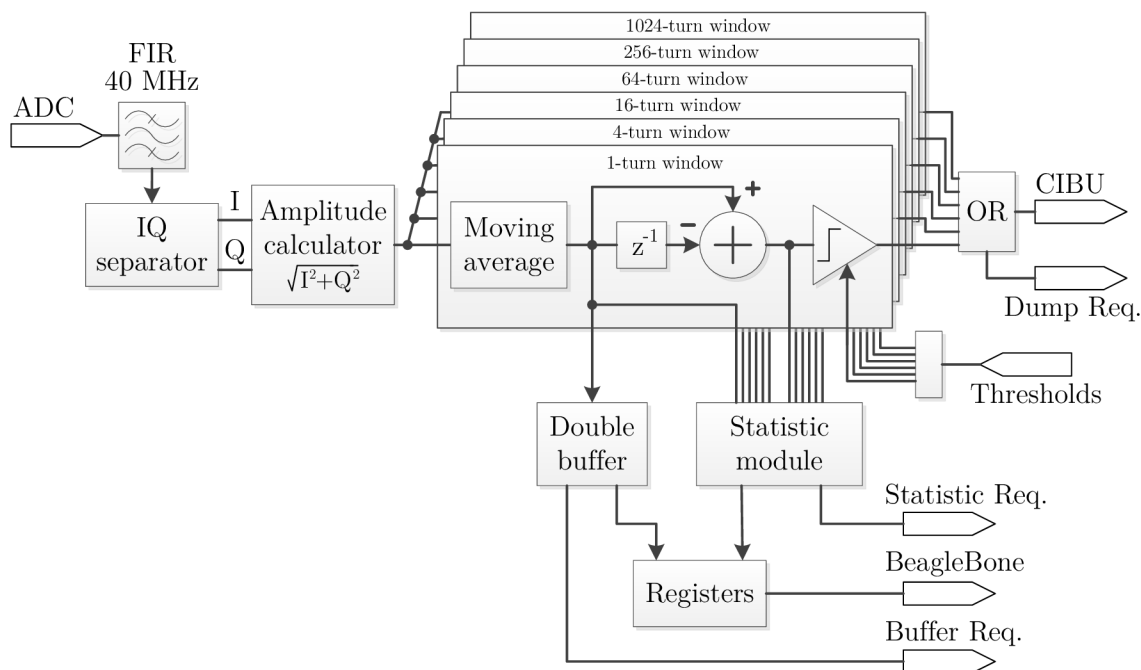 1024-turn window
256-turn window
64-turn window
16-turn window
4-turn window
1-turn window
FIR
40 MHz
ADC
IQ
separator
I
Q
Amplitude
calculator
√I²+Q²
Moving
average
z⁻¹
-
+
+
OR
CIBU
Dump Req.
Thresholds
Double
buffer
Statistic
module
Statistic Req.
BeagleBone
Registers
Buffer Req.